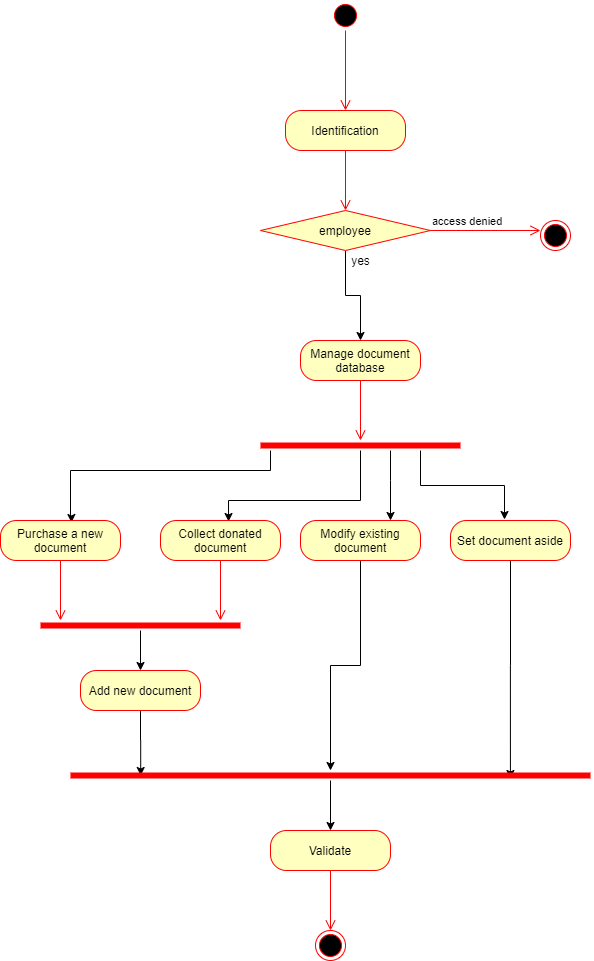 Identification
employee
access denied
yes
Manage document
database
Purchase a new
document
Collect donated
document
Modify existing
document
Set document aside
Add new document
Validate